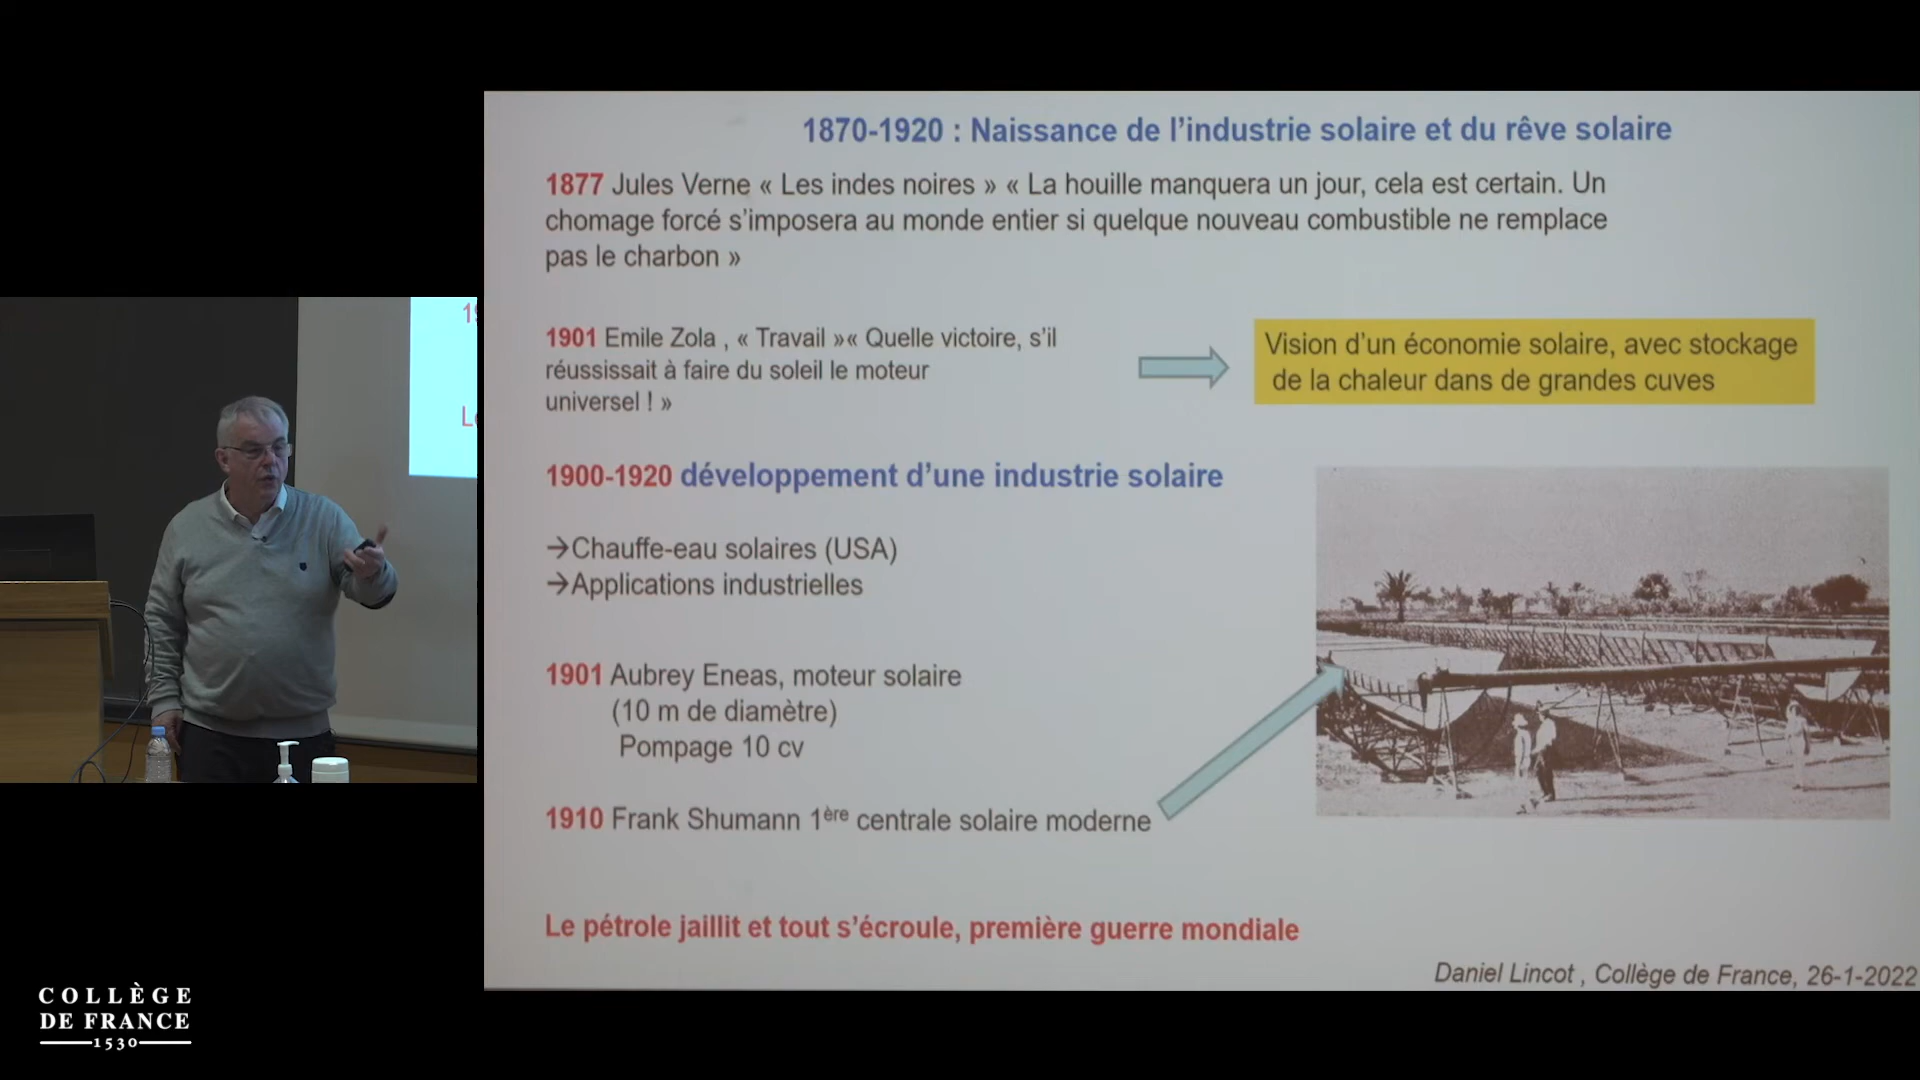 1870-1920 : Naissance de l'industrie solaire et du rêve solaire
1877 Jules Verne « Les indes noires » « La houille manquera un jour, cela est certain. Un
chomage forcé s'imposera au monde entier si quelque nouveau combustible ne remplace
pas le charbon »
1901 Emile Zola , « Travail »« Quelle victoire, s'il
réussissait à faire du soleil le moteur
universel ! »
Vision d'un économie solaire, avec stockage
de la chaleur dans de grandes cuves
1900-1920 développement d'une industrie solaire
→Chauffe-eau solaires (USA)
→Applications industrielles
1901 Aubrey Eneas, moteur solaire
(10 m de diamètre)
Pompage 10 cv
1910 Frank Shumann 1ère centrale solaire moderne
Le pétrole jaillit et tout s'écroule, première guerre mondiale
Daniel Lincot , Collège de France, 26-1-2022
COLLÈGE
DE FRANCE
1530